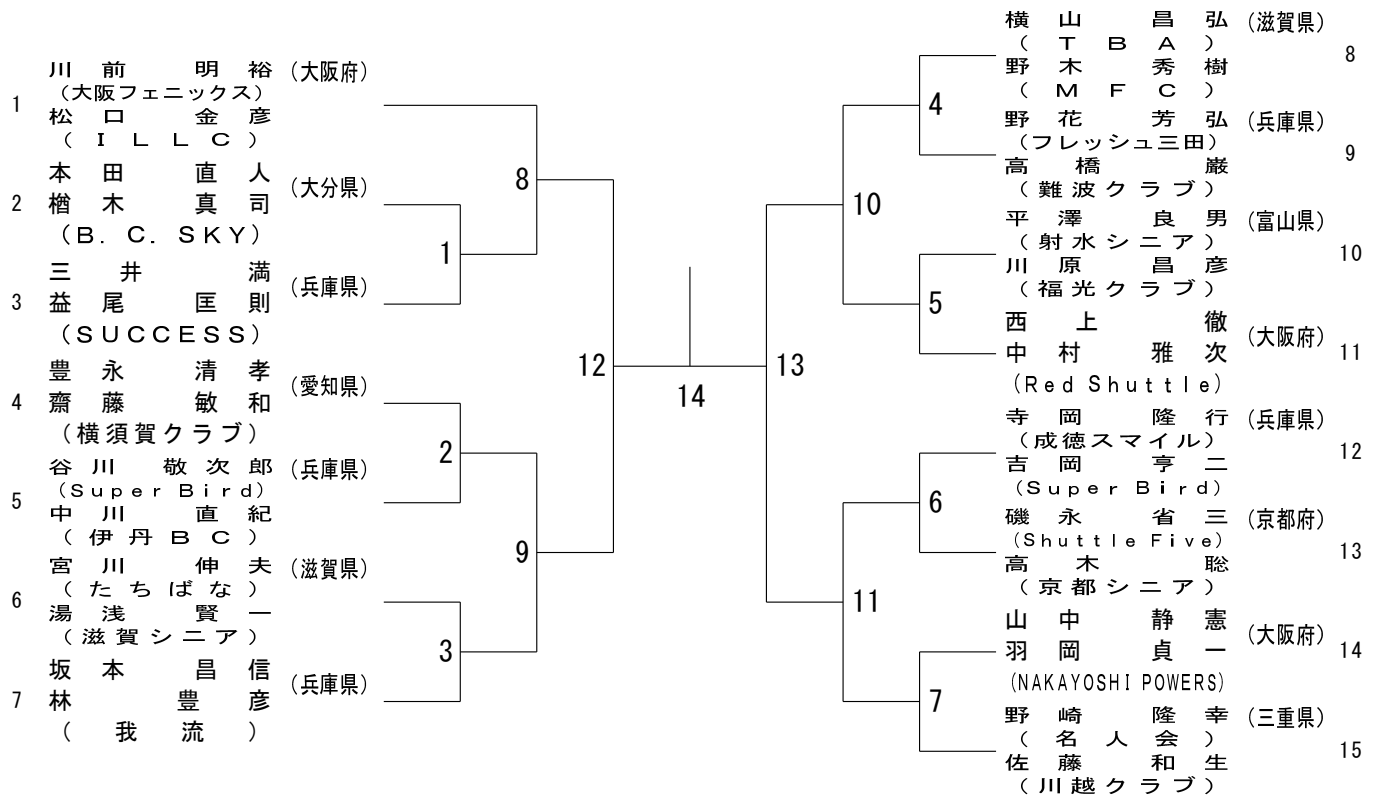 1
川前 明裕 (大阪府)
(大阪フェニックス)
松口 金彦
(ILLC)
2
本田 直人 (大分県)
楢木 真司
(B.C.SKY)
3
三井 満 (兵庫県)
益尾 匡則
(SUCCESS)
4
豊永 清孝 (愛知県)
齋藤 敏和
(横須賀クラブ)
5
谷川 敬次郎 (兵庫県)
(Super Bird)
中川 直紀
(伊丹BC)
6
宮川 伸夫 (滋賀県)
(たちばな)
湯浅 賢一
(滋賀シニア)
7
坂本 昌信 (兵庫県)
林 豊彦
(我流)
8
1
2
9
3
12
14
13
4
10
5
6
11
7
横山 昌弘 (滋賀県)
(TBA)
野木 秀樹
(MFC)
8
野花 芳弘 (兵庫県)
(フレッシュ三田)
高橋 巌
(難波クラブ)
9
平澤 良男 (富山県)
(射水シニア)
川原 昌彦
(福光クラブ)
10
西上 徹 (大阪府)
中村 雅次
(Red Shuttle)
11
寺岡 隆行 (兵庫県)
(成徳スマイル)
吉岡 亨二
(Super Bird)
12
磯永 省三 (京都府)
(Shuttle Five)
高木 聡
(京都シニア)
13
山中 静憲 (大阪府)
羽岡 貞一
(NAKAYOSHI POWERS)
14
野崎 隆幸 (三重県)
(名人会)
佐藤 和生
(川越クラブ)
15